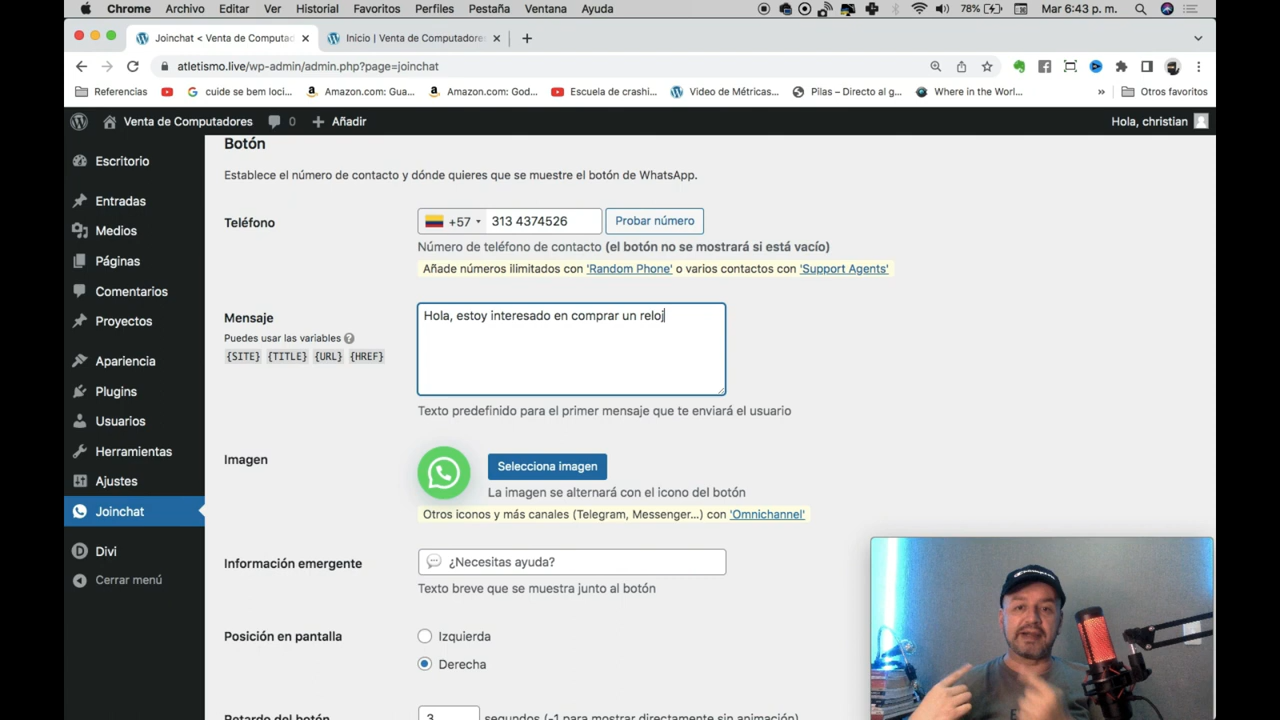 Chrome Archivo Editar Ver Historial Favoritos Perfiles Pestaña Ventana Ayuda 78% Mar 6:43 p. m.
Joinchat < Venta de Computado Inicio | Venta de Computadore
atletismo.live/wp-admin/admin.php?page=joinchat
Referencias cuide se bem loci... Amazon.com: Gua... Amazon.com: God... Escuela de crashi... Video de Métricas... Pilas – Directo al g... Where in the Worl... » Otros favoritos
Venta de Computadores 0 Añadir Hola, christian
Escritorio
Entradas
Medios
Páginas
Comentarios
Proyectos
Apariencia
Plugins
Usuarios
Herramientas
Ajustes
Joinchat
Divi
Cerrar menú
Botón
Establece el número de contacto y dónde quieres que se muestre el botón de WhatsApp.
Teléfono +57 313 4374526 Probar número
Número de teléfono de contacto (el botón no se mostrará si está vacío)
Añade números ilimitados con 'Random Phone' o varios contactos con 'Support Agents'
Mensaje
Puedes usar las variables ?
{SITE} {TITLE} {URL} {HREF}
Hola, estoy interesado en comprar un reloj
Texto predefinido para el primer mensaje que te enviará el usuario
Imagen Selecciona imagen
La imagen se alternará con el icono del botón
Otros iconos y más canales (Telegram, Messenger...) con 'Omnichannel'
Información emergente ¿Necesitas ayuda?
Texto breve que se muestra junto al botón
Posición en pantalla Izquierda
Derecha
Retardo del botón 3 segundos (-1 para mostrar directamente sin animación)